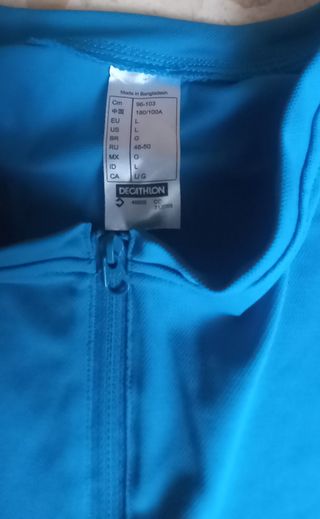 Made in Bangladesh
Cm 96-103
中国 180/100A
EU L
US L
BR G
RU 48-50
MX G
ID L
CA L/G
DECATHLON